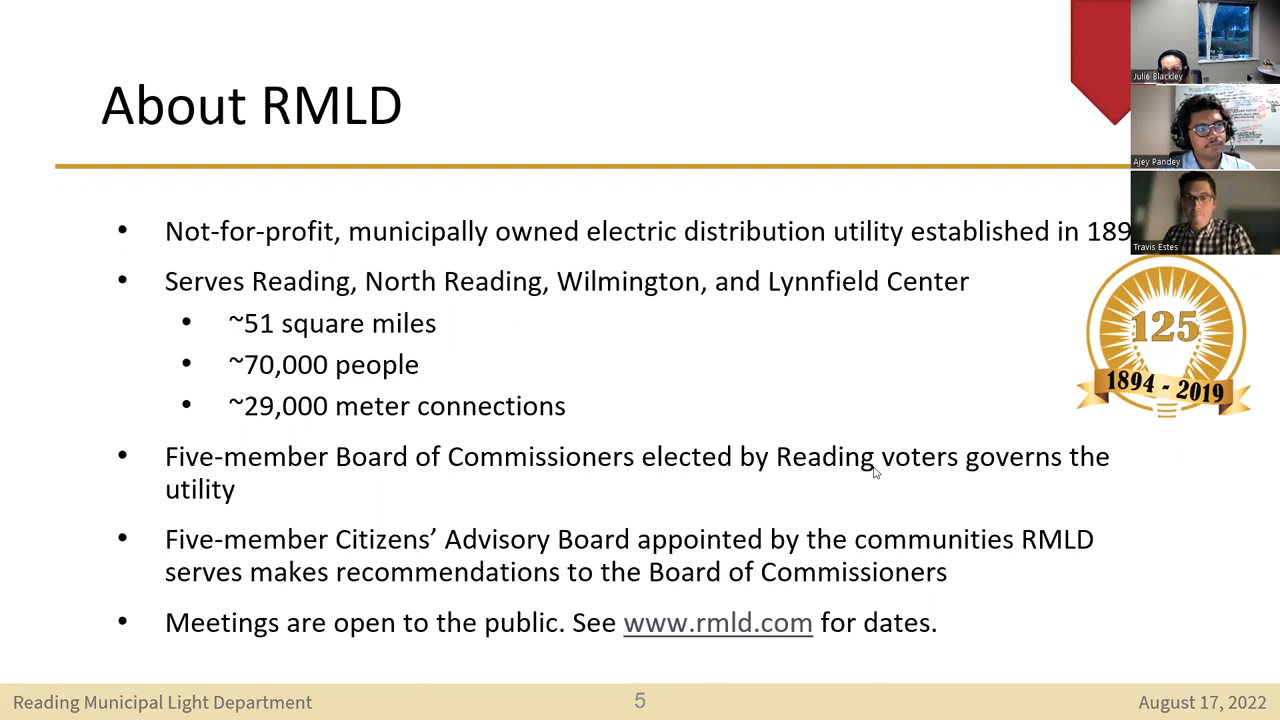 About RMLD
• Not-for-profit, municipally owned electric distribution utility established in 189
• Serves Reading, North Reading, Wilmington, and Lynnfield Center
• ~51 square miles
• ~70,000 people
• ~29,000 meter connections
• Five-member Board of Commissioners elected by Reading voters governs the
utility
• Five-member Citizens’ Advisory Board appointed by the communities RMLD
serves makes recommendations to the Board of Commissioners
• Meetings are open to the public. See www.rmld.com for dates.
Julie Blackley
Ajey Pandey
Travis Estes
125
1894 - 2019
Reading Municipal Light Department
5
August 17, 2022